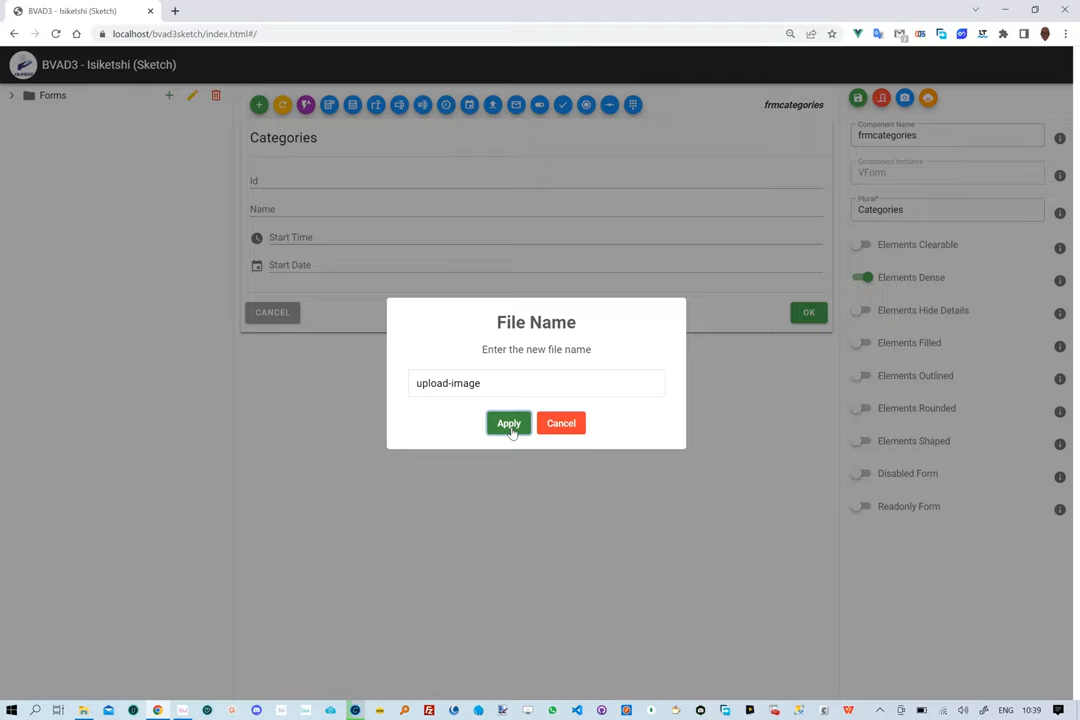 BVAD3 - Isiketshi (Sketch)
localhost/bvad3sketch/index.html#/
BVAD3 - Isiketshi (Sketch)
Forms
frmcategories
Categories
Id
Name
Start Time
Start Date
CANCEL
OK
File Name
Enter the new file name
upload-image
Apply
Cancel
Component Name
frmcategories
Component Instance
VForm
Plural*
Categories
Elements Clearable
Elements Dense
Elements Hide Details
Elements Filled
Elements Outlined
Elements Rounded
Elements Shaped
Disabled Form
Readonly Form
ENG
10:39